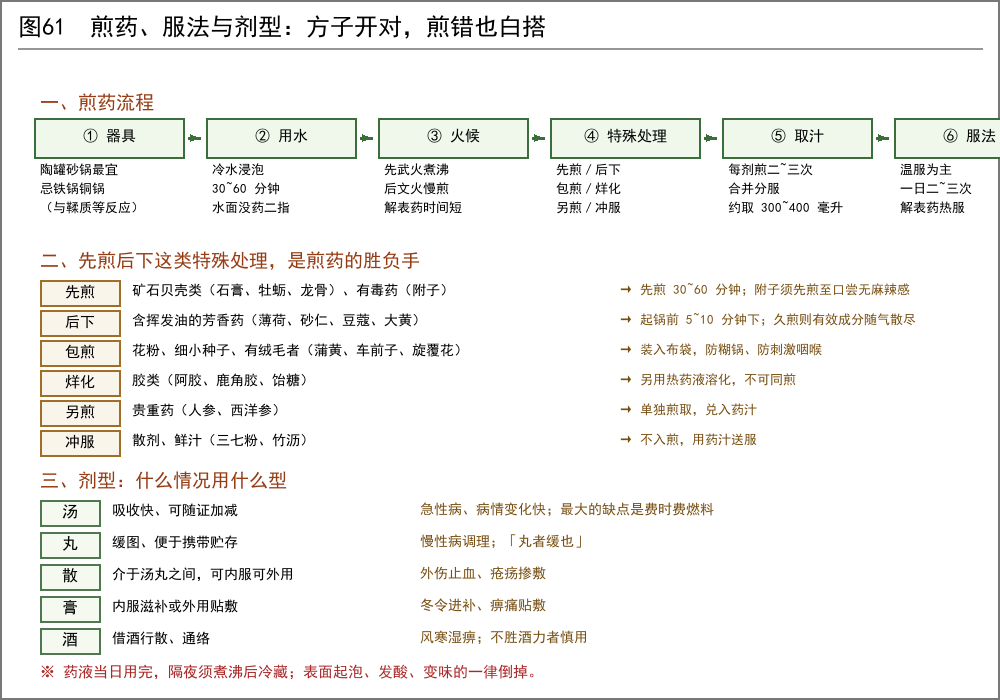 图61　煎药、服法与剂型：方子开对，煎错也白搭
一、煎药流程
① 器具
陶罐砂锅最宜
忌铁锅铜锅
（与鞣质等反应）
② 用水
冷水浸泡
30~60 分钟
水面没药二指
③ 火候
先武火煮沸
后文火慢煎
解表药时间短
④ 特殊处理
先煎 / 后下
包煎 / 烊化
另煎 / 冲服
⑤ 取汁
每剂煎二~三次
合并分服
约取 300~400 毫升
⑥ 服法
温服为主
一日二~三次
解表药热服
二、先煎后下这类特殊处理，是煎药的胜负手
先煎 矿石贝壳类（石膏、牡蛎、龙骨）、有毒药（附子） → 先煎 30~60 分钟；附子须先煎至口尝无麻辣感
后下 含挥发油的芳香药（薄荷、砂仁、豆蔻、大黄） → 起锅前 5~10 分钟下；久煎则有效成分随气散尽
包煎 花粉、细小种子、有绒毛者（蒲黄、车前子、旋覆花） → 装入布袋，防糊锅、防刺激咽喉
烊化 胶类（阿胶、鹿角胶、饴糖） → 另用热药液溶化，不可同煎
另煎 贵重药（人参、西洋参） → 单独煎取，兑入药汁
冲服 散剂、鲜汁（三七粉、竹沥） → 不入煎，用药汁送服
三、剂型：什么情况用什么型
汤 吸收快、可随证加减 急性病、病情变化快；最大的缺点是费时费燃料
丸 缓图、便于携带贮存 慢性病调理；「丸者缓也」
散 介于汤丸之间，可内服可外用 外伤止血、疮疡掺敷
膏 内服滋补或外用贴敷 冬令进补、痹痛贴敷
酒 借酒行散、通络 风寒湿痹；不胜酒力者慎用
※ 药液当日用完，隔夜须煮沸后冷藏；表面起泡、发酸、变味的一律倒掉。